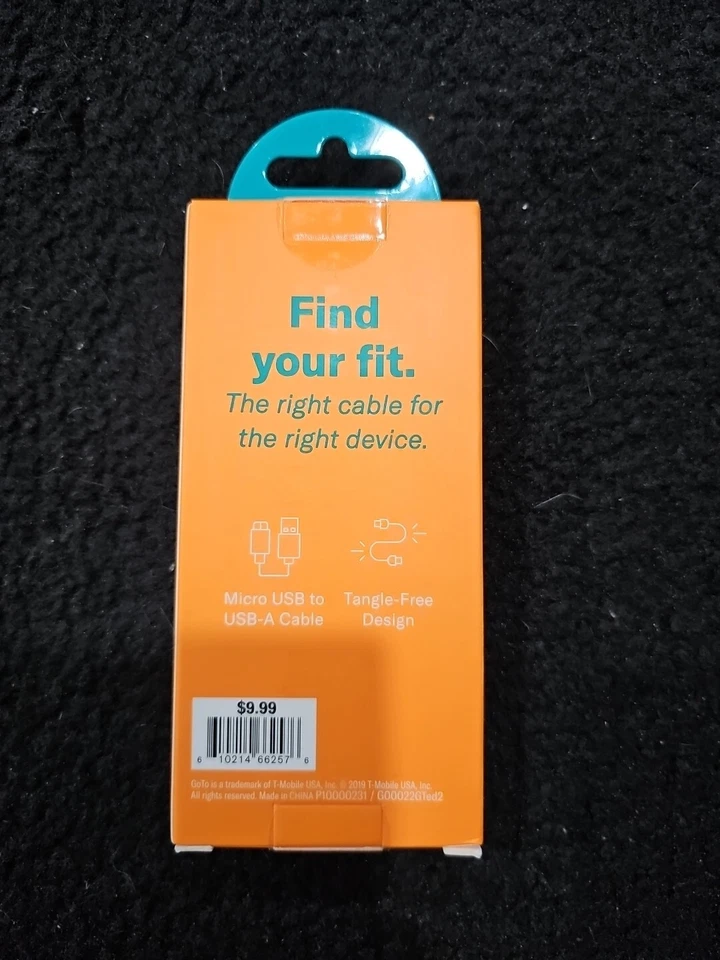 Find
your fit.
The right cable for
the right device.
Micro USB to
USB-A Cable
Tangle-Free
Design
$9.99
6 10214 66257 6
GoTo is a trademark of T-Mobile USA, Inc. © 2019 T-Mobile USA, Inc.
All rights reserved. Made in CHINA P10000231 / G00022GTed2